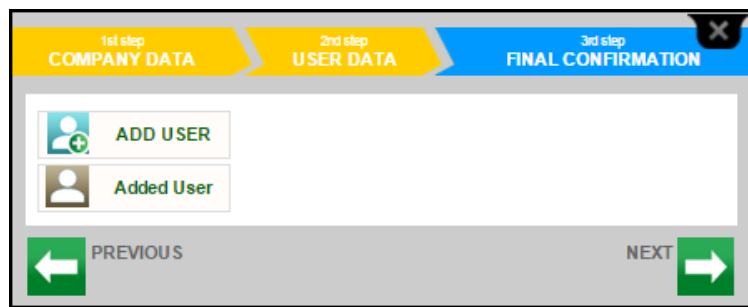 1st step
COMPANY DATA
2nd step
USER DATA
3rd step
FINAL CONFIRMATION
ADD USER
Added User
PREVIOUS
NEXT